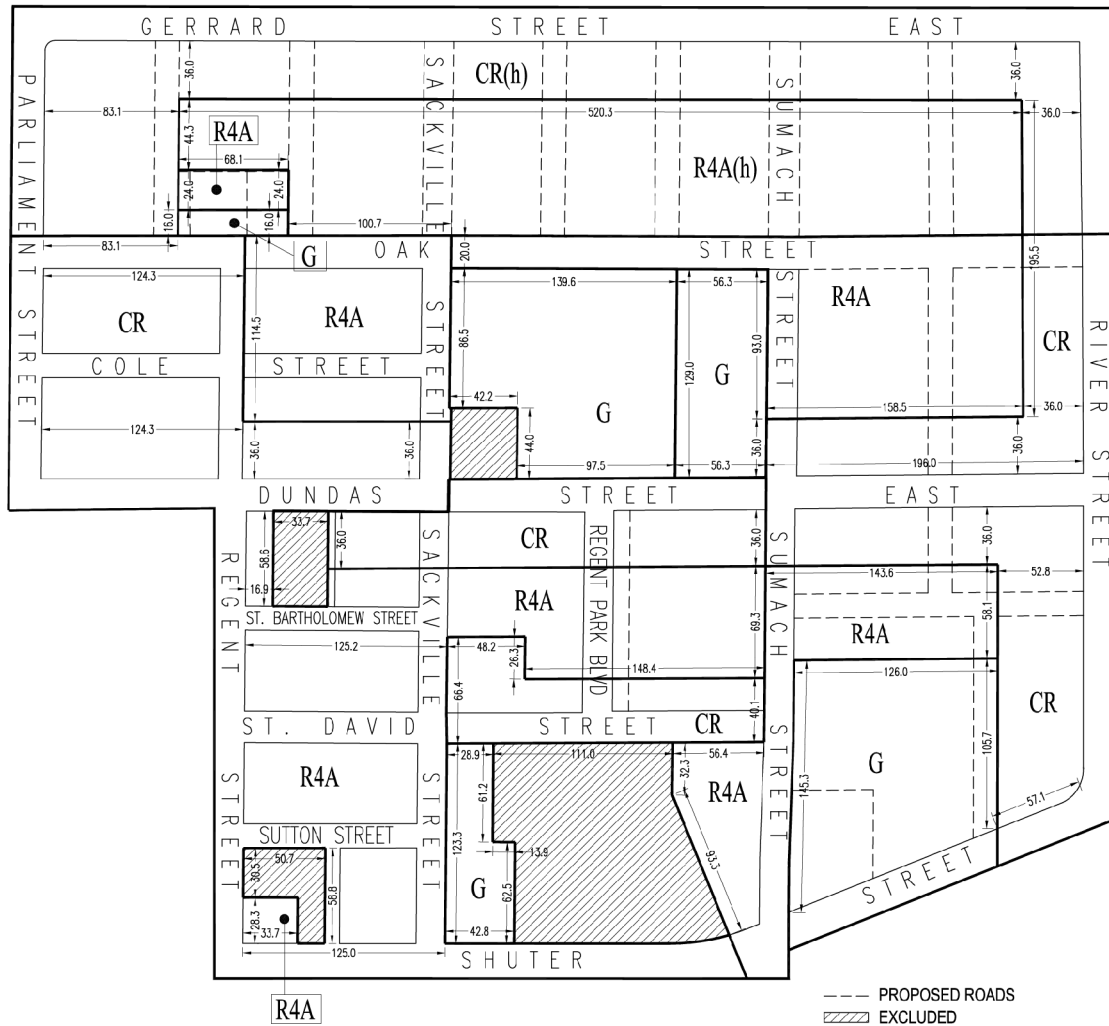 GERRARD STREET EAST
PARLIAMENT STREET
SACKVILLE STREET
SUMACH STREET
RIVER STREET
36.0
CR(h)
36.0
83.1
520.3
36.0
44.3
R4A
68.1
R4A(h)
24.0
24.0
16.0
16.0
100.7
83.1
G
OAK STREET
20.0
95.5
124.3
139.6
56.3
CR
R4A
R4A
CR
114.5
86.5
129.0
93.0
G
COLE STREET
42.2
G
158.5
36.0
124.3
36.0
36.0
44.0
97.5
56.3
36.0
196.0
36.0
DUNDAS STREET EAST
REGENT STREET
SACKVILLE STREET
REGENT PARK BLVD
SUMACH STREET
33.7
58.6
36.0
16.9
CR
36.0
36.0
143.6
52.8
ST. BARTHOLOMEW STREET
R4A
69.3
58.1
125.2
48.2
26.3
148.4
R4A
126.0
66.4
40.1
ST. DAVID STREET
CR
CR
28.9
111.0
56.4
32.3
R4A
61.2
R4A
G
145.3
105.7
57.1
SUTTON STREET
123.3
13.9
93.3
50.7
30.5
58.8
G
62.5
28.3
33.7
42.8
STREET
125.0
SHUTER
R4A
PROPOSED ROADS
EXCLUDED